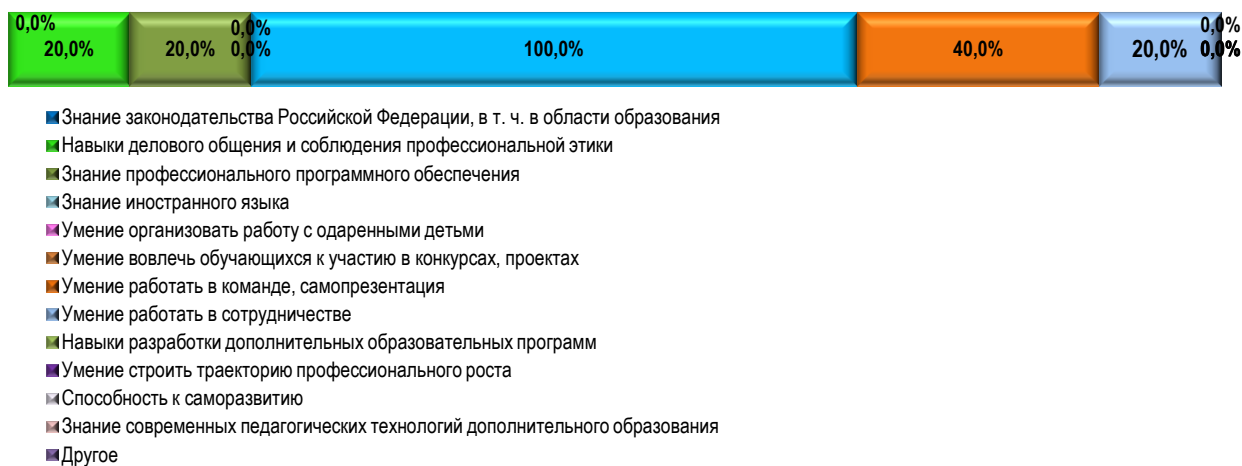 0,0% 0,0% 0,0%
20,0% 20,0% 0,0% 100,0% 40,0% 20,0% 0,0%
Знание законодательства Российской Федерации, в т. ч. в области образования
Навыки делового общения и соблюдения профессиональной этики
Знание профессионального программного обеспечения
Знание иностранного языка
Умение организовать работу с одаренными детьми
Умение вовлечь обучающихся к участию в конкурсах, проектах
Умение работать в команде, самопрезентация
Умение работать в сотрудничестве
Навыки разработки дополнительных образовательных программ
Умение строить траекторию профессионального роста
Способность к саморазвитию
Знание современных педагогических технологий дополнительного образования
Другое